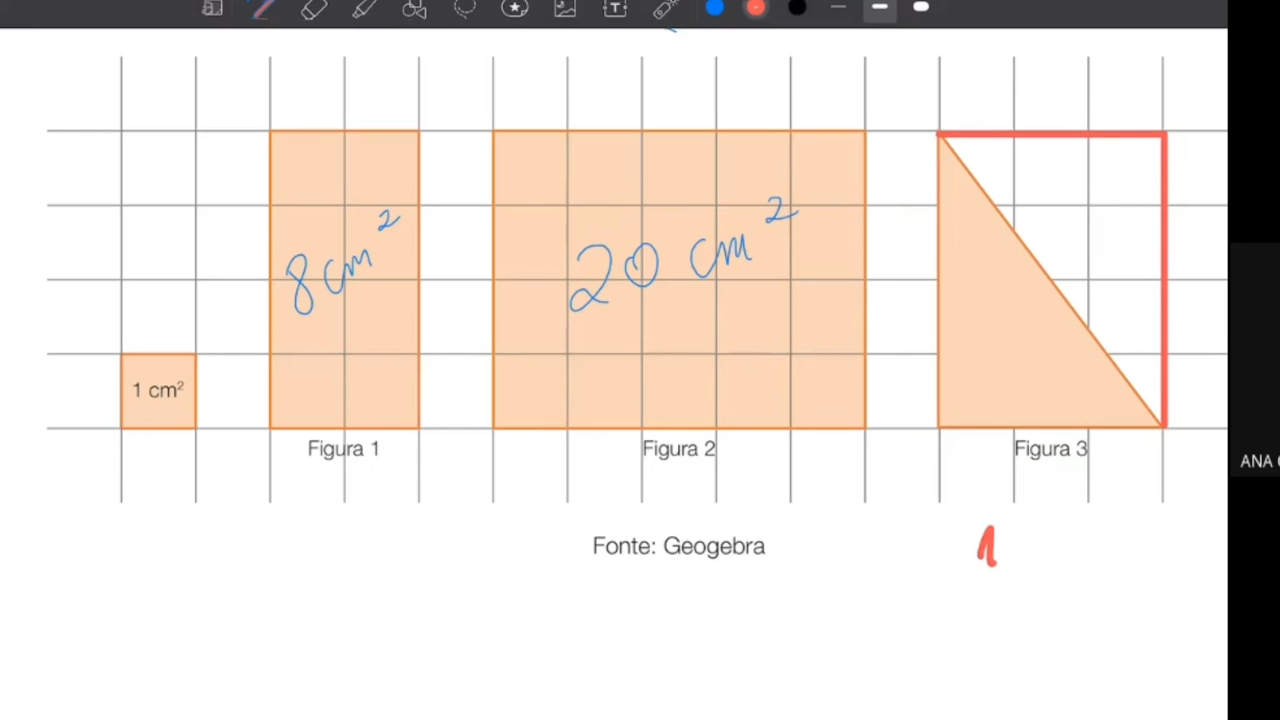 8 cm²
20 cm²
1 cm²
ANA
Figura 1
Figura 2
Figura 3
Fonte: Geogebra
1